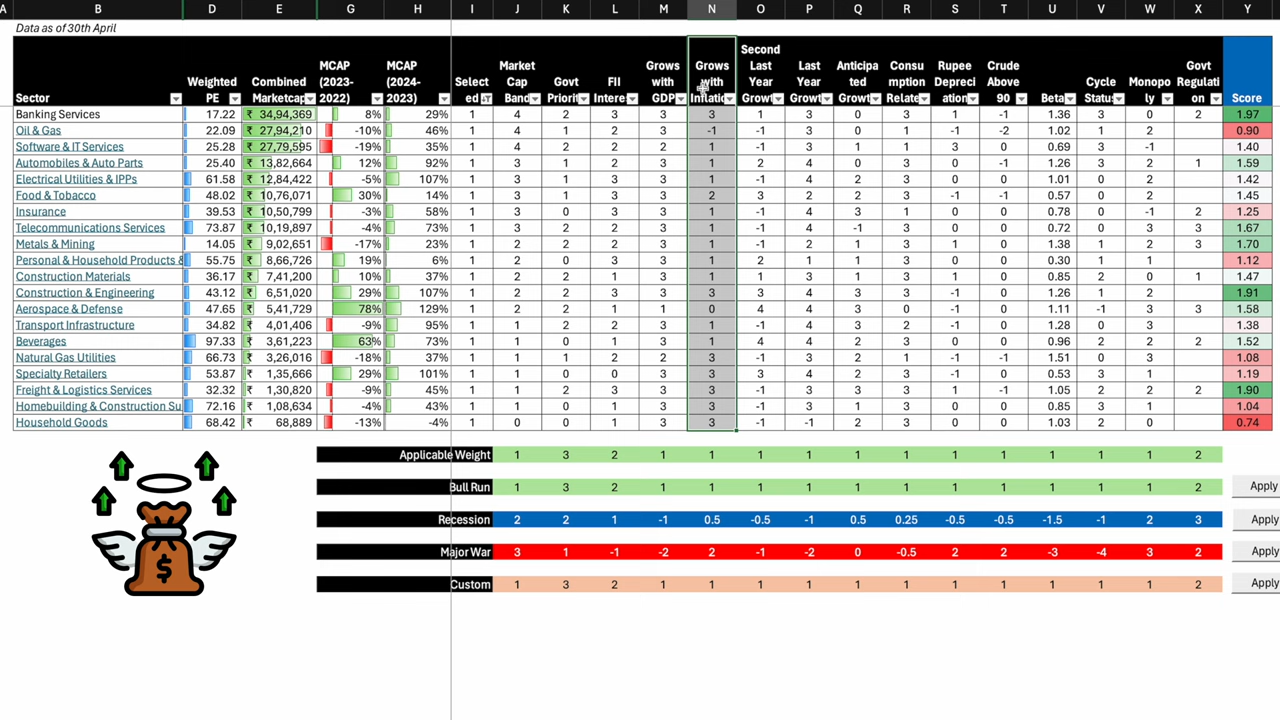 A B D E G H I J K L M N O P Q R S T U V W X Y
Data as of 30th April
Second
MCAP MCAP Market Grows Grows Last Last Anticipa Consu Rupee Crude Govt
Weighted Combined (2023- (2024- Select Cap Govt FII with with Year Year ted mption Depreci Above Cycle Monopo Regulati
Sector PE Marketcap 2022) 2023) ed Band Priorit Interes GDP Inflatio Growt Growt Growt Relate ation 90 Beta Status ly on Score
Banking Services 17.22 ₹ 34,94,369 8% 29% 1 4 2 3 3 3 1 3 0 3 1 -1 1.36 3 0 2 1.97
Oil & Gas 22.09 ₹ 27,94,210 -10% 46% 1 4 2 3 3 -1 -1 3 0 1 -1 -2 1.02 1 2 0.90
Software & IT Services 25.28 ₹ 27,79,595 -19% 35% 1 4 2 2 2 1 -1 3 1 1 3 0 0.69 3 -1 1.40
Automobiles & Auto Parts 25.40 ₹ 13,82,664 12% 92% 1 3 1 2 3 1 2 4 0 3 0 -1 1.26 3 2 1 1.59
Electrical Utilities & IPPs 61.58 ₹ 12,84,422 -5% 107% 1 3 2 3 3 1 -1 4 2 3 0 0 1.01 0 2 1.42
Food & Tobacco 48.02 ₹ 10,76,071 30% 14% 1 3 1 3 3 2 3 2 2 3 -1 -1 0.57 0 2 1.45
Insurance 39.53 ₹ 10,50,799 -3% 58% 1 3 0 3 3 1 -1 4 3 1 0 0 0.78 0 -1 2 1.25
Telecommunications Services 73.87 ₹ 10,19,897 -4% 73% 1 3 2 2 3 1 -1 4 -1 3 0 0 0.72 0 3 3 1.67
Metals & Mining 14.05 ₹ 9,02,651 -17% 23% 1 2 2 2 3 1 -1 2 1 3 1 0 1.38 1 2 3 1.70
Personal & Household Products & 55.75 ₹ 8,66,726 19% 6% 1 2 0 1 3 3 2 1 1 3 -1 -1 0.30 1 1 1.12
Construction Materials 36.17 ₹ 7,41,200 10% 37% 1 2 2 1 3 1 1 3 1 3 1 -1 0.85 2 0 1 1.47
Construction & Engineering 43.12 ₹ 6,51,020 29% 107% 1 2 2 3 3 3 3 4 2 3 -1 0 1.26 1 2 1.91
Aerospace & Defense 47.65 ₹ 5,41,729 78% 129% 1 2 3 1 1 0 4 4 3 3 -1 0 1.11 -1 3 3 1.58
Transport Infrastructure 34.82 ₹ 4,01,406 -9% 95% 1 1 2 2 3 1 -1 4 3 2 -1 0 1.28 0 3 1.38
Beverages 97.33 ₹ 3,61,223 63% 73% 1 1 0 1 3 1 4 4 2 3 -1 0 0.96 2 2 2 1.52
Natural Gas Utilities 66.73 ₹ 3,26,016 -18% 37% 1 1 1 2 2 3 -1 3 2 3 -1 -1 1.51 0 3 1.08
Specialty Retailers 53.87 ₹ 1,35,666 29% 101% 1 1 0 0 3 3 3 4 2 3 -1 0 0.53 3 1 1.19
Freight & Logistics Services 32.32 ₹ 1,30,820 -9% 45% 1 1 2 3 3 3 -1 3 3 3 1 -1 1.05 2 2 2 1.90
Homebuilding & Construction Su 72.16 ₹ 1,08,634 -4% 43% 1 1 0 1 3 3 -1 3 1 3 0 0 0.85 3 1 1.04
Household Goods 68.42 ₹ 68,889 -13% -4% 1 0 0 1 3 3 -1 -1 2 3 0 0 1.03 2 0 0.74
Applicable Weight 1 3 2 1 1 1 1 1 1 1 1 1 1 1 2
Bull Run 1 3 2 1 1 1 1 1 1 1 1 1 1 1 2 Apply
Recession 2 2 1 -1 0.5 -0.5 -1 0.5 0.25 -0.5 -0.5 -1.5 -1 2 3 Apply
Major War 3 1 -1 -2 2 -1 -2 0 -0.5 2 2 -3 -4 3 2 Apply
$
Custom 1 3 2 1 1 1 1 1 1 1 1 1 1 1 2 Apply